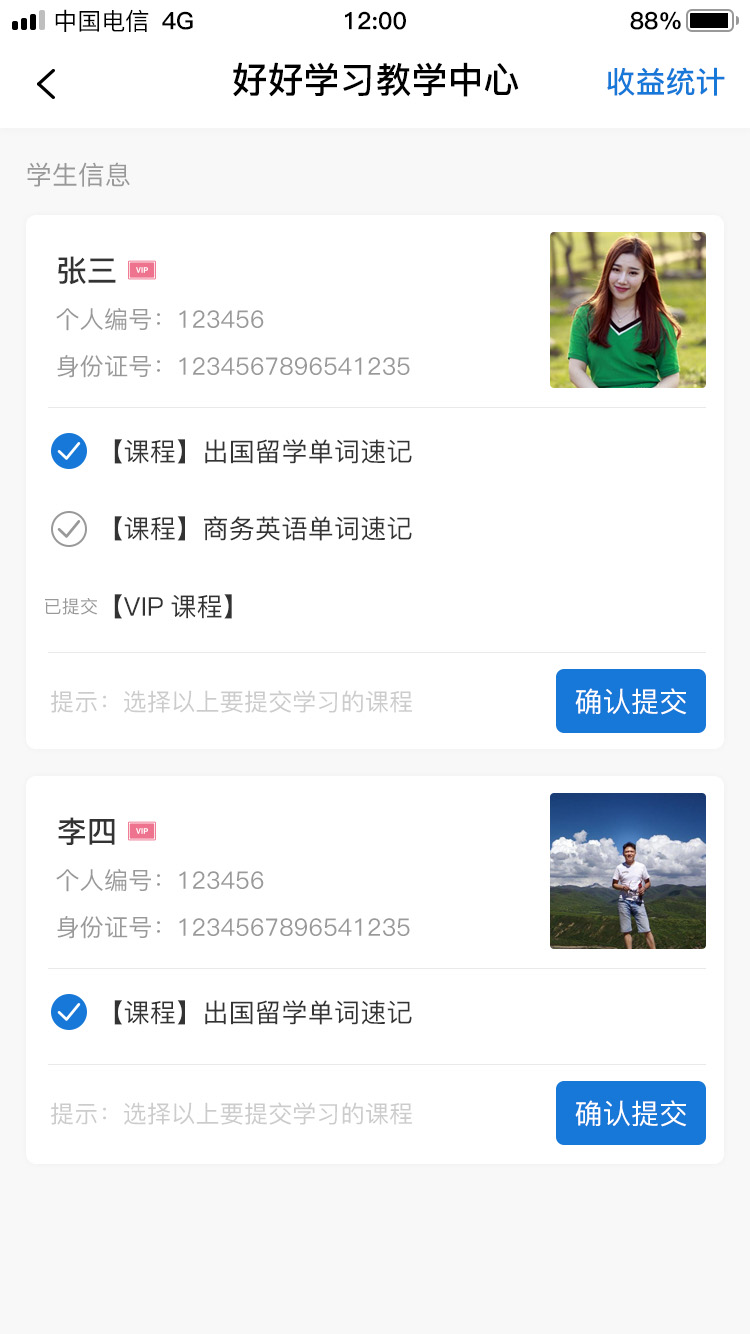 中国电信 4G 12:00 88%
好好学习教学中心 收益统计
学生信息
张三 VIP
个人编号：123456
身份证号：1234567896541235
【课程】出国留学单词速记
【课程】商务英语单词速记
已提交【VIP 课程】
提示：选择以上要提交学习的课程 确认提交
李四 VIP
个人编号：123456
身份证号：1234567896541235
【课程】出国留学单词速记
提示：选择以上要提交学习的课程 确认提交